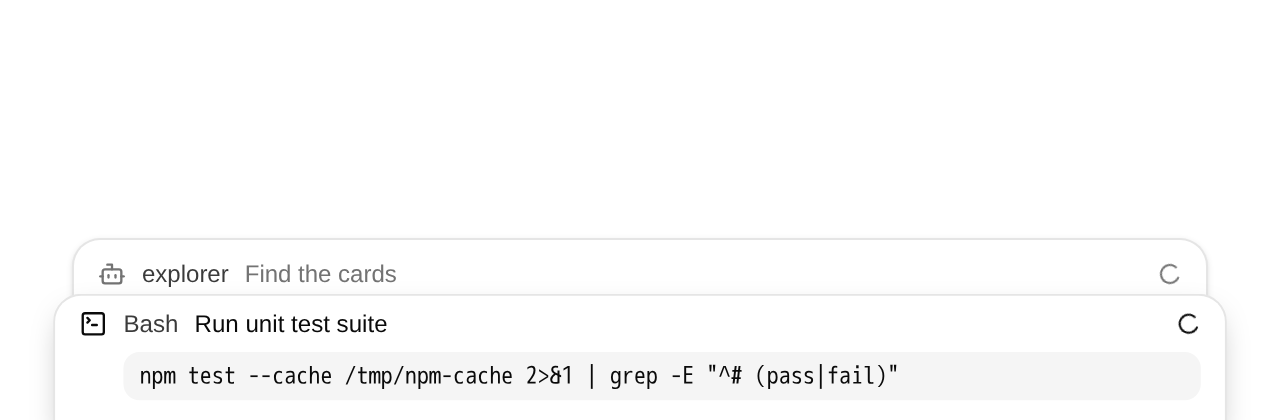 explorer Find the cards
Bash Run unit test suite
npm test --cache /tmp/npm-cache 2>&1 | grep -E "^# (pass|fail)"